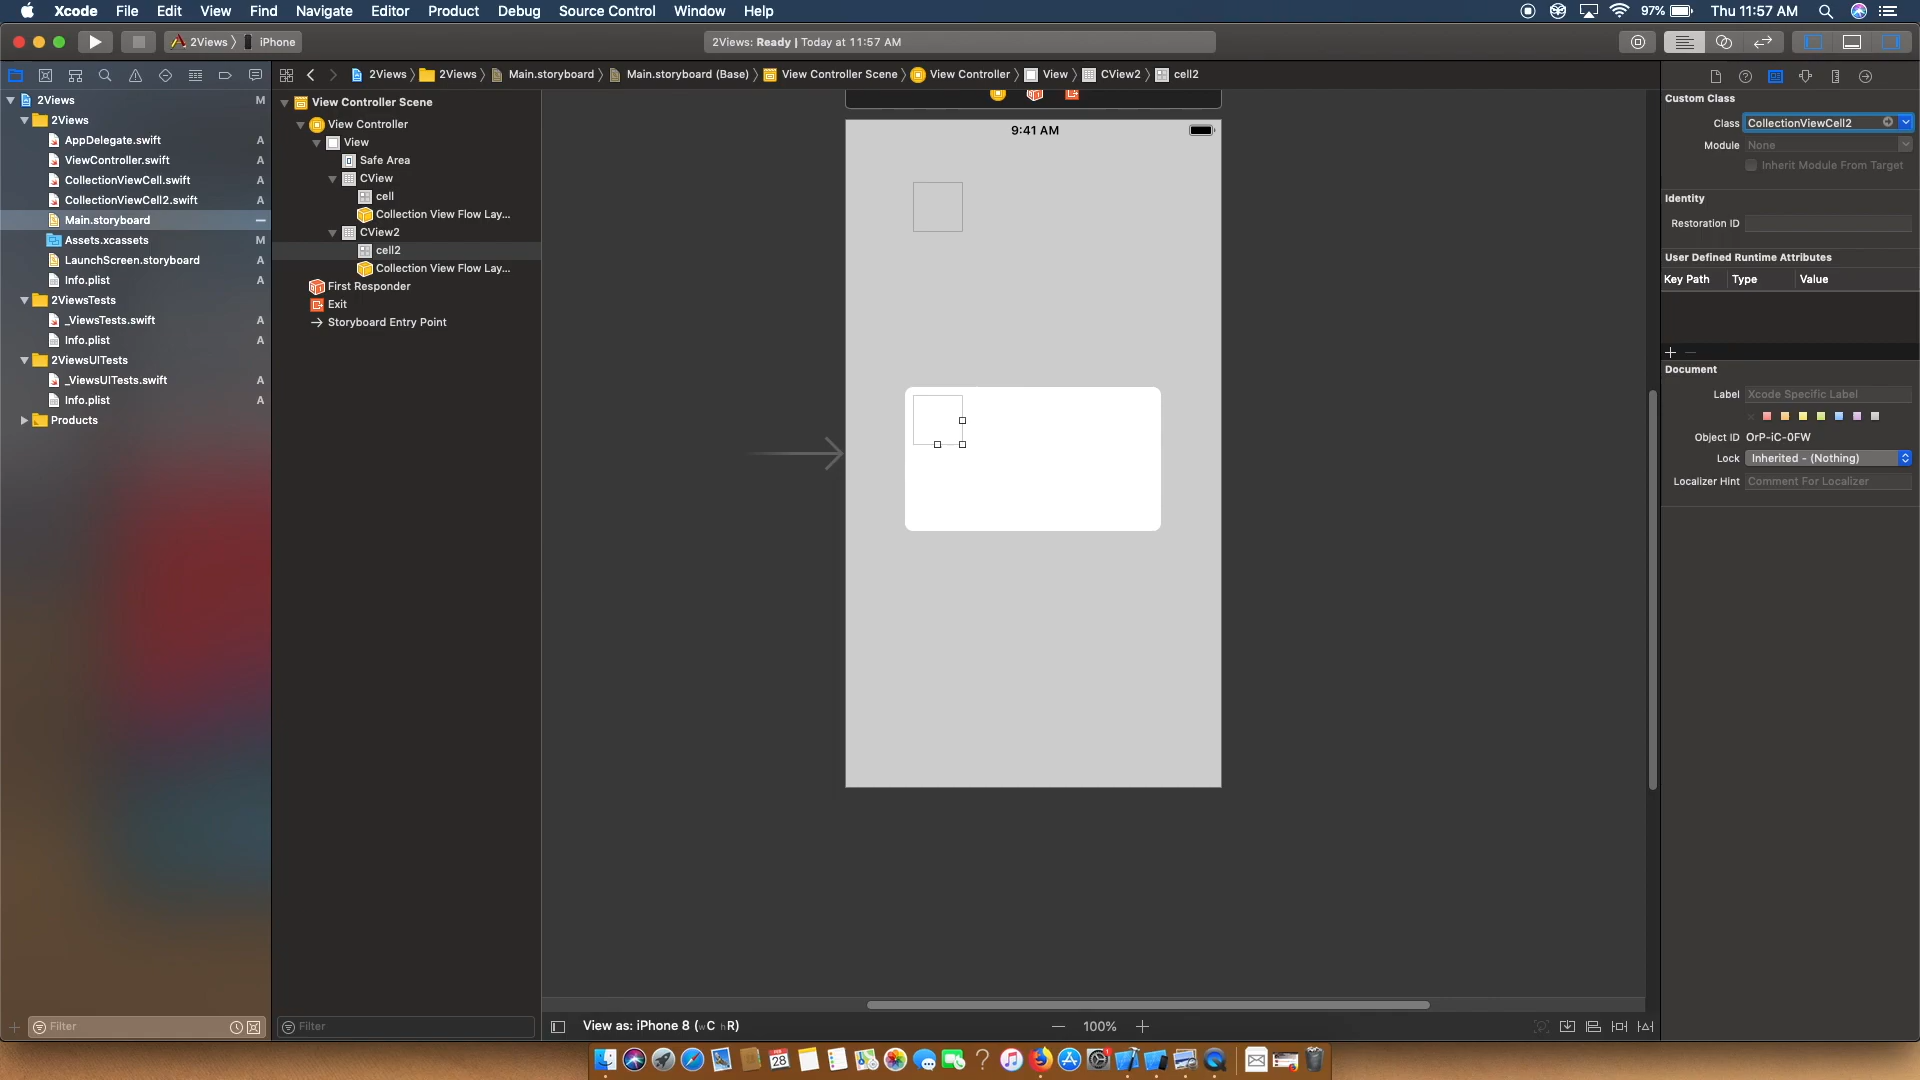 Xcode File Edit View Find Navigate Editor Product Debug Source Control Window Help 97% Thu 11:57 AM
2Views iPhone 2Views: Ready | Today at 11:57 AM
2Views 2Views Main.storyboard Main.storyboard (Base) View Controller Scene View Controller View CView2 cell2
2Views M
2Views
AppDelegate.swift A
ViewController.swift A
CollectionViewCell.swift A
CollectionViewCell2.swift A
Main.storyboard
Assets.xcassets M
LaunchScreen.storyboard A
Info.plist A
2ViewsTests
_ViewsTests.swift A
Info.plist A
2ViewsUITests
_ViewsUITests.swift A
Info.plist A
Products
Filter
View Controller Scene
View Controller
View
Safe Area
CView
cell
Collection View Flow Lay...
CView2
cell2
Collection View Flow Lay...
First Responder
Exit
Storyboard Entry Point
Filter
9:41 AM
View as: iPhone 8 (wC hR) 100%
Custom Class
Class CollectionViewCell2
Module None
Inherit Module From Target
Identity
Restoration ID
User Defined Runtime Attributes
Key Path Type Value
Document
Label Xcode Specific Label
Object ID OrP-iC-0FW
Lock Inherited - (Nothing)
Localizer Hint Comment For Localizer
28